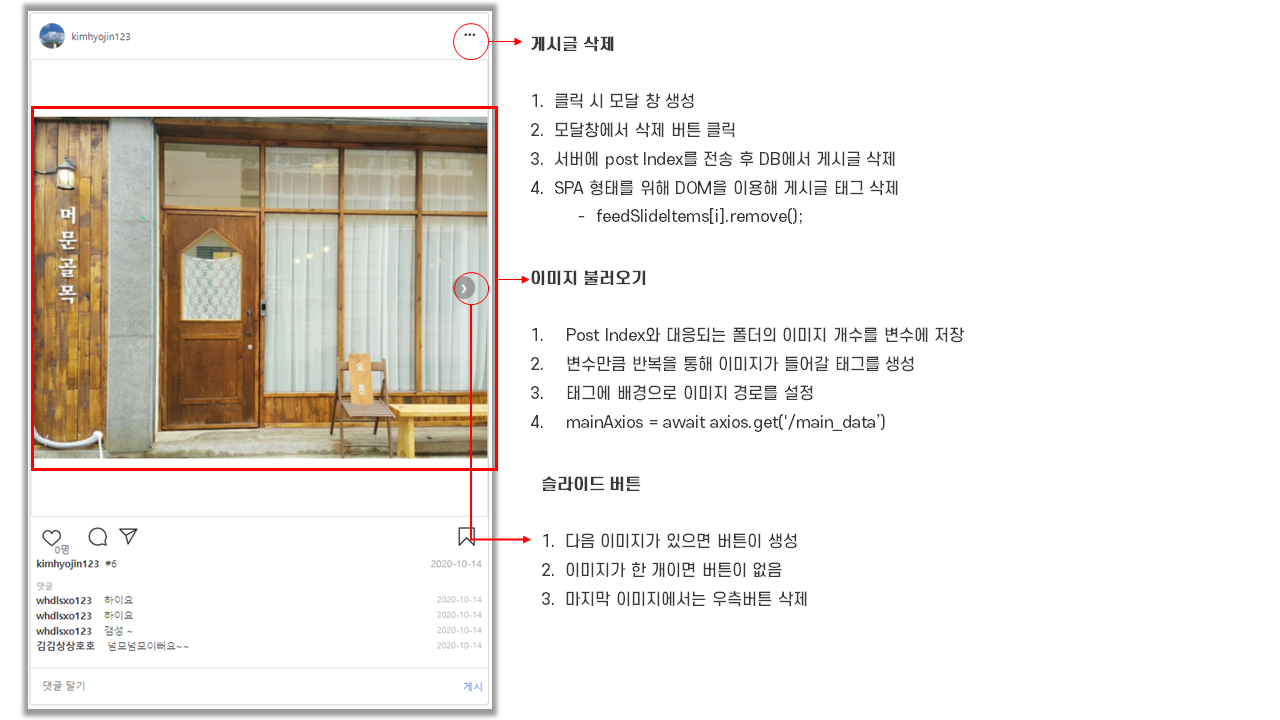 kimhyojin123
머문골목
오픈
0명
kimhyojin123 #6 2020-10-14
댓글
whdlsxo123 하이요 2020-10-14
whdlsxo123 하이요 2020-10-14
whdlsxo123 갬성 ~ 2020-10-14
김김상상호호 넘모넘모이뻐요~~ 2020-10-14
댓글 달기 게시
게시글 삭제
1. 클릭 시 모달 창 생성
2. 모달창에서 삭제 버튼 클릭
3. 서버에 post Index를 전송 후 DB에서 게시글 삭제
4. SPA 형태를 위해 DOM을 이용해 게시글 태그 삭제
- feedSlideItems[i].remove();
이미지 불러오기
1. Post Index와 대응되는 폴더의 이미지 개수를 변수에 저장
2. 변수만큼 반복을 통해 이미지가 들어갈 태그를 생성
3. 태그에 배경으로 이미지 경로를 설정
4. mainAxios = await axios.get('/main_data’)
슬라이드 버튼
1. 다음 이미지가 있으면 버튼이 생성
2. 이미지가 한 개이면 버튼이 없음
3. 마지막 이미지에서는 우측버튼 삭제